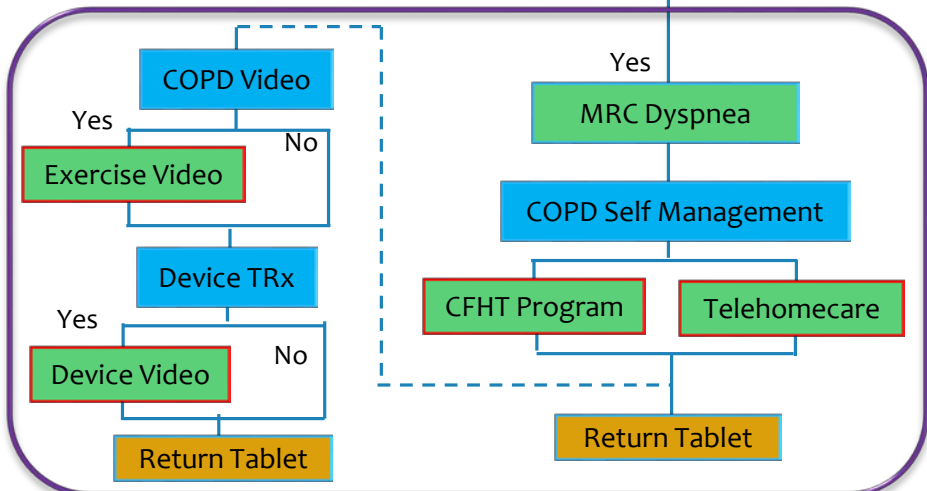 COPD Video
Yes
No
Exercise Video
Device TRx
Yes
No
Device Video
Return Tablet
Yes
MRC Dyspnea
COPD Self Management
CFHT Program
Telehomecare
Return Tablet